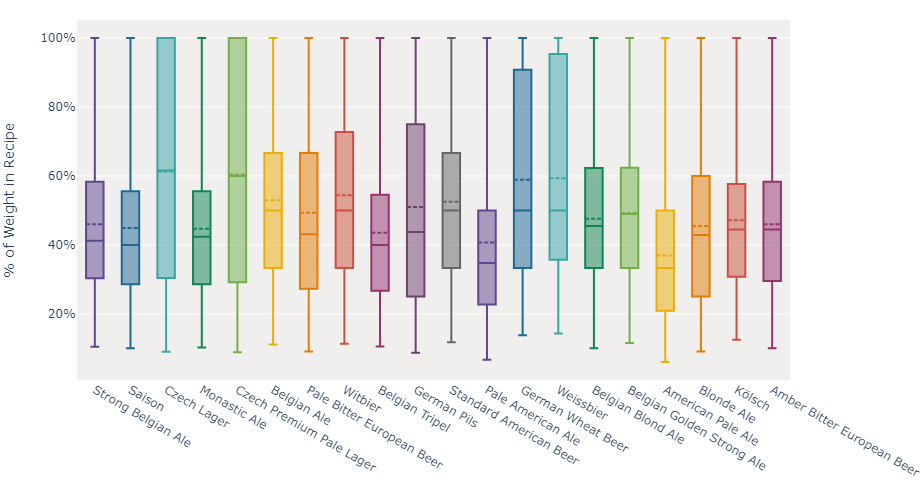 % of Weight in Recipe
100%
80%
60%
40%
20%
Strong Belgian Ale
Saison
Czech Lager
Monastic Ale
Czech Premium Pale Lager
Belgian Ale
Pale Bitter European Beer
Witbier
Belgian Tripel
German Pils
Standard American Beer
Pale American Ale
German Wheat Beer
Weissbier
Belgian Blond Ale
Belgian Golden Strong Ale
American Pale Ale
Blonde Ale
Kölsch
Amber Bitter European Beer